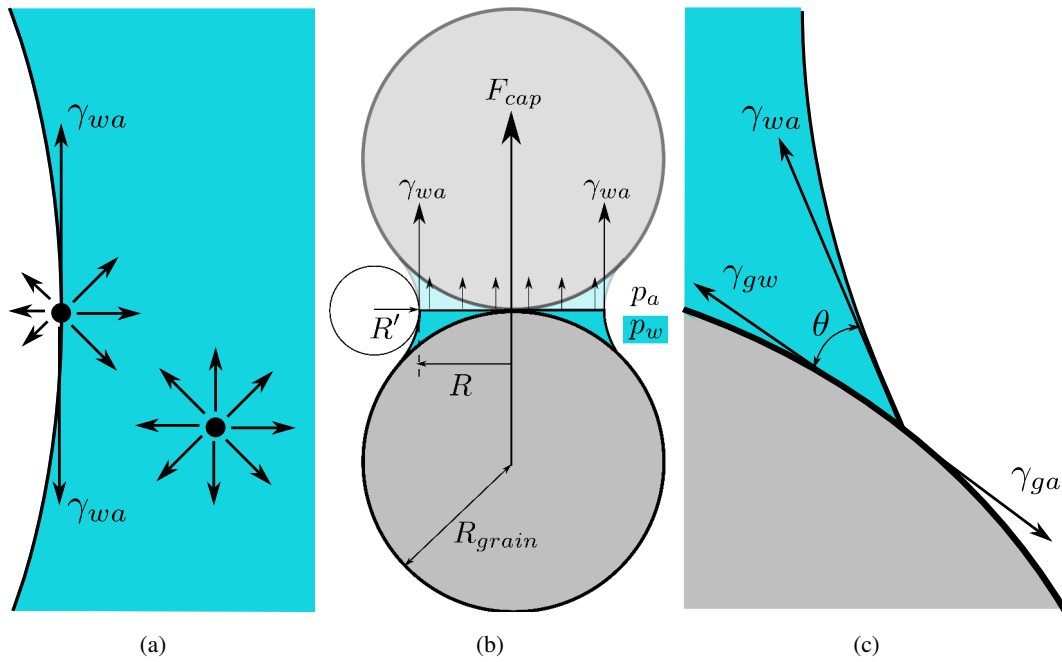 γwa
γwa
(a)
Fcap
γwa
γwa
pa
pw
R′
R
Rgrain
(b)
γwa
γgw
θ
γga
(c)